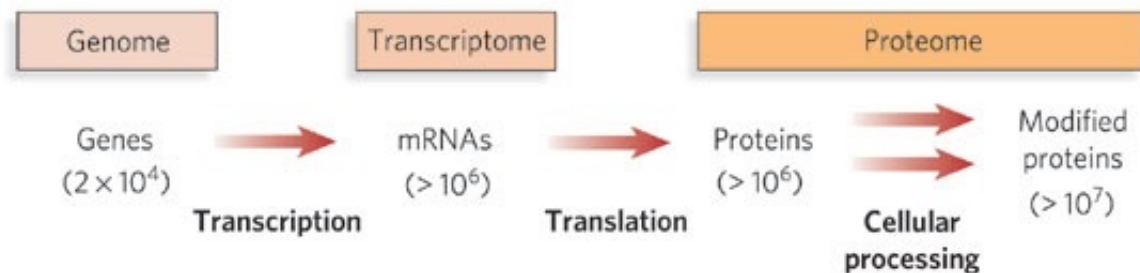 Genome
Transcriptome
Proteome
Genes
(2 × 10⁴)
Transcription
mRNAs
(> 10⁶)
Translation
Proteins
(> 10⁶)
Cellular
processing
Modified
proteins
(> 10⁷)